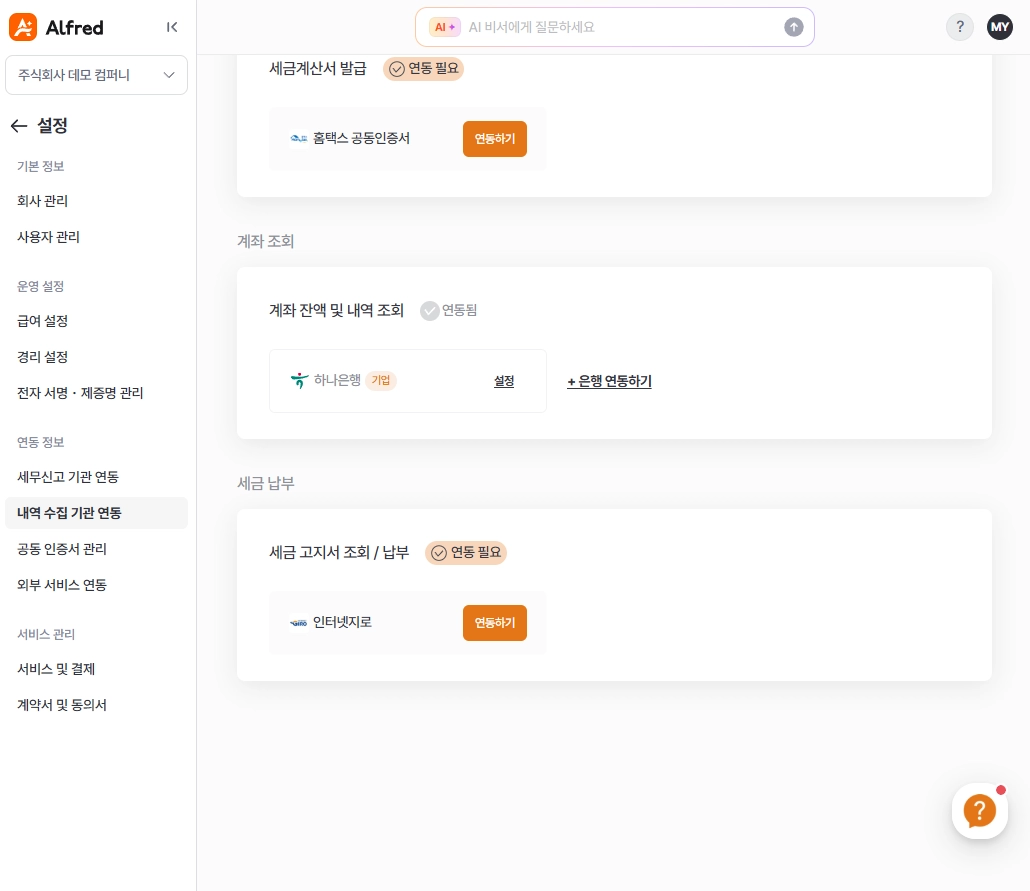 Alfred
AI AI 비서에게 질문하세요
?
MY
주식회사 데모 컴퍼니
설정
기본 정보
회사 관리
사용자 관리
운영 설정
급여 설정
경리 설정
전자 서명・제증명 관리
연동 정보
세무신고 기관 연동
내역 수집 기관 연동
공동 인증서 관리
외부 서비스 연동
서비스 관리
서비스 및 결제
계약서 및 동의서
세금계산서 발급 연동 필요
홈택스 공동인증서 연동하기
계좌 조회
계좌 잔액 및 내역 조회 연동됨
하나은행 기업 설정 + 은행 연동하기
세금 납부
세금 고지서 조회 / 납부 연동 필요
인터넷지로 연동하기
?